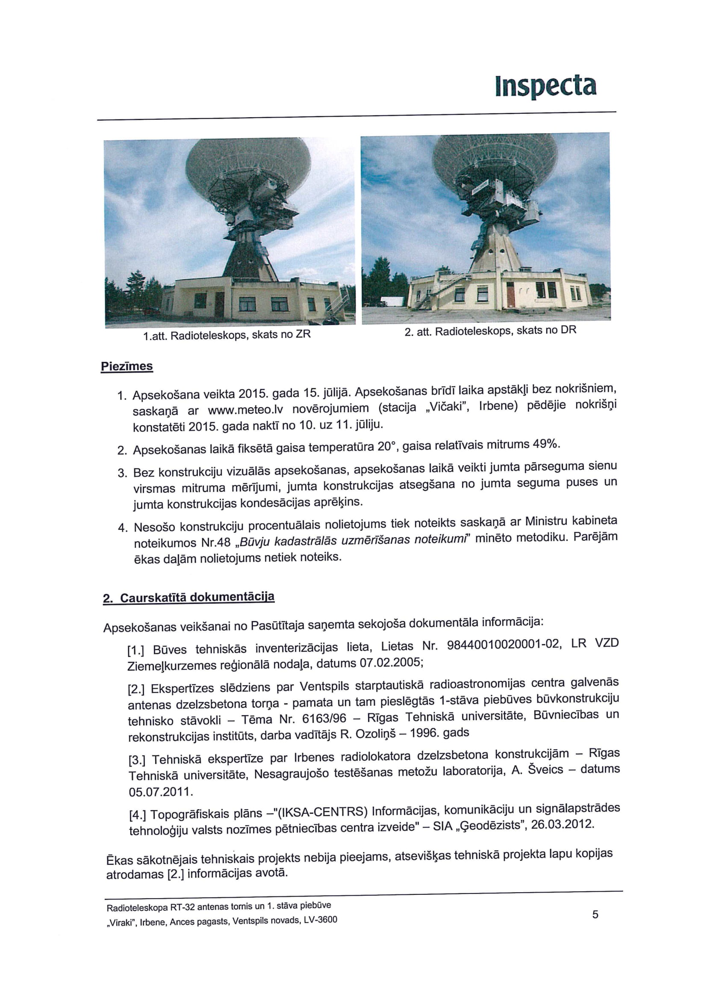 Inspecta
1.att. Radioteleskops, skats no ZR
2. att. Radioteleskops, skats no DR
Piezīmes
1. Apsekošana veikta 2015. gada 15. jūlijā. Apsekošanas brīdī laika apstākļi bez nokrišniem,
saskaņā ar www.meteo.lv novērojumiem (stacija „Vičaki”, Irbene) pēdējie nokrišņi
konstatēti 2015. gada naktī no 10. uz 11. jūliju.
2. Apsekošanas laikā fiksētā gaisa temperatūra 20°, gaisa relatīvais mitrums 49%.
3. Bez konstrukciju vizuālās apsekošanas, apsekošanas laikā veikti jumta pārseguma sienu
virsmas mitruma mērījumi, jumta konstrukcijas atsegšana no jumta seguma puses un
jumta konstrukcijas kondesācijas aprēķins.
4. Nesošo konstrukciju procentuālais nolietojums tiek noteikts saskaņā ar Ministru kabineta
noteikumos Nr.48 „Būvju kadastrālās uzmērīšanas noteikumi” minēto metodiku. Parējām
ēkas daļām nolietojums netiek noteiks.
2. Caurskatītā dokumentācija
Apsekošanas veikšanai no Pasūtītaja saņemta sekojoša dokumentāla informācija:
[1.] Būves tehniskās inventerizācijas lieta, Lietas Nr. 98440010020001-02, LR VZD
Ziemeļkurzemes reģionālā nodaļa, datums 07.02.2005;
[2.] Ekspertīzes slēdziens par Ventspils starptautiskā radioastronomijas centra galvenās
antenas dzelzsbetona torņa - pamata un tam pieslēgtās 1-stāva piebūves būvkonstrukciju
tehnisko stāvokli – Tēma Nr. 6163/96 – Rīgas Tehniskā universitāte, Būvniecības un
rekonstrukcijas institūts, darba vadītājs R. Ozoliņš – 1996. gads
[3.] Tehniskā ekspertīze par Irbenes radiolokatora dzelzsbetona konstrukcijām – Rīgas
Tehniskā universitāte, Nesagraujošo testēšanas metožu laboratorija, A. Šveics – datums
05.07.2011.
[4.] Topogrāfiskais plāns –"(IKSA-CENTRS) Informācijas, komunikāciju un signālapstrādes
tehnoloģiju valsts nozīmes pētniecības centra izveide" – SIA „Ģeodēzists”, 26.03.2012.
Ēkas sākotnējais tehniskais projekts nebija pieejams, atsevišķas tehniskā projekta lapu kopijas
atrodamas [2.] informācijas avotā.
Radioteleskopa RT-32 antenas tornis un 1. stāva piebūve
„Viraki”, Irbene, Ances pagasts, Ventspils novads, LV-3600
5